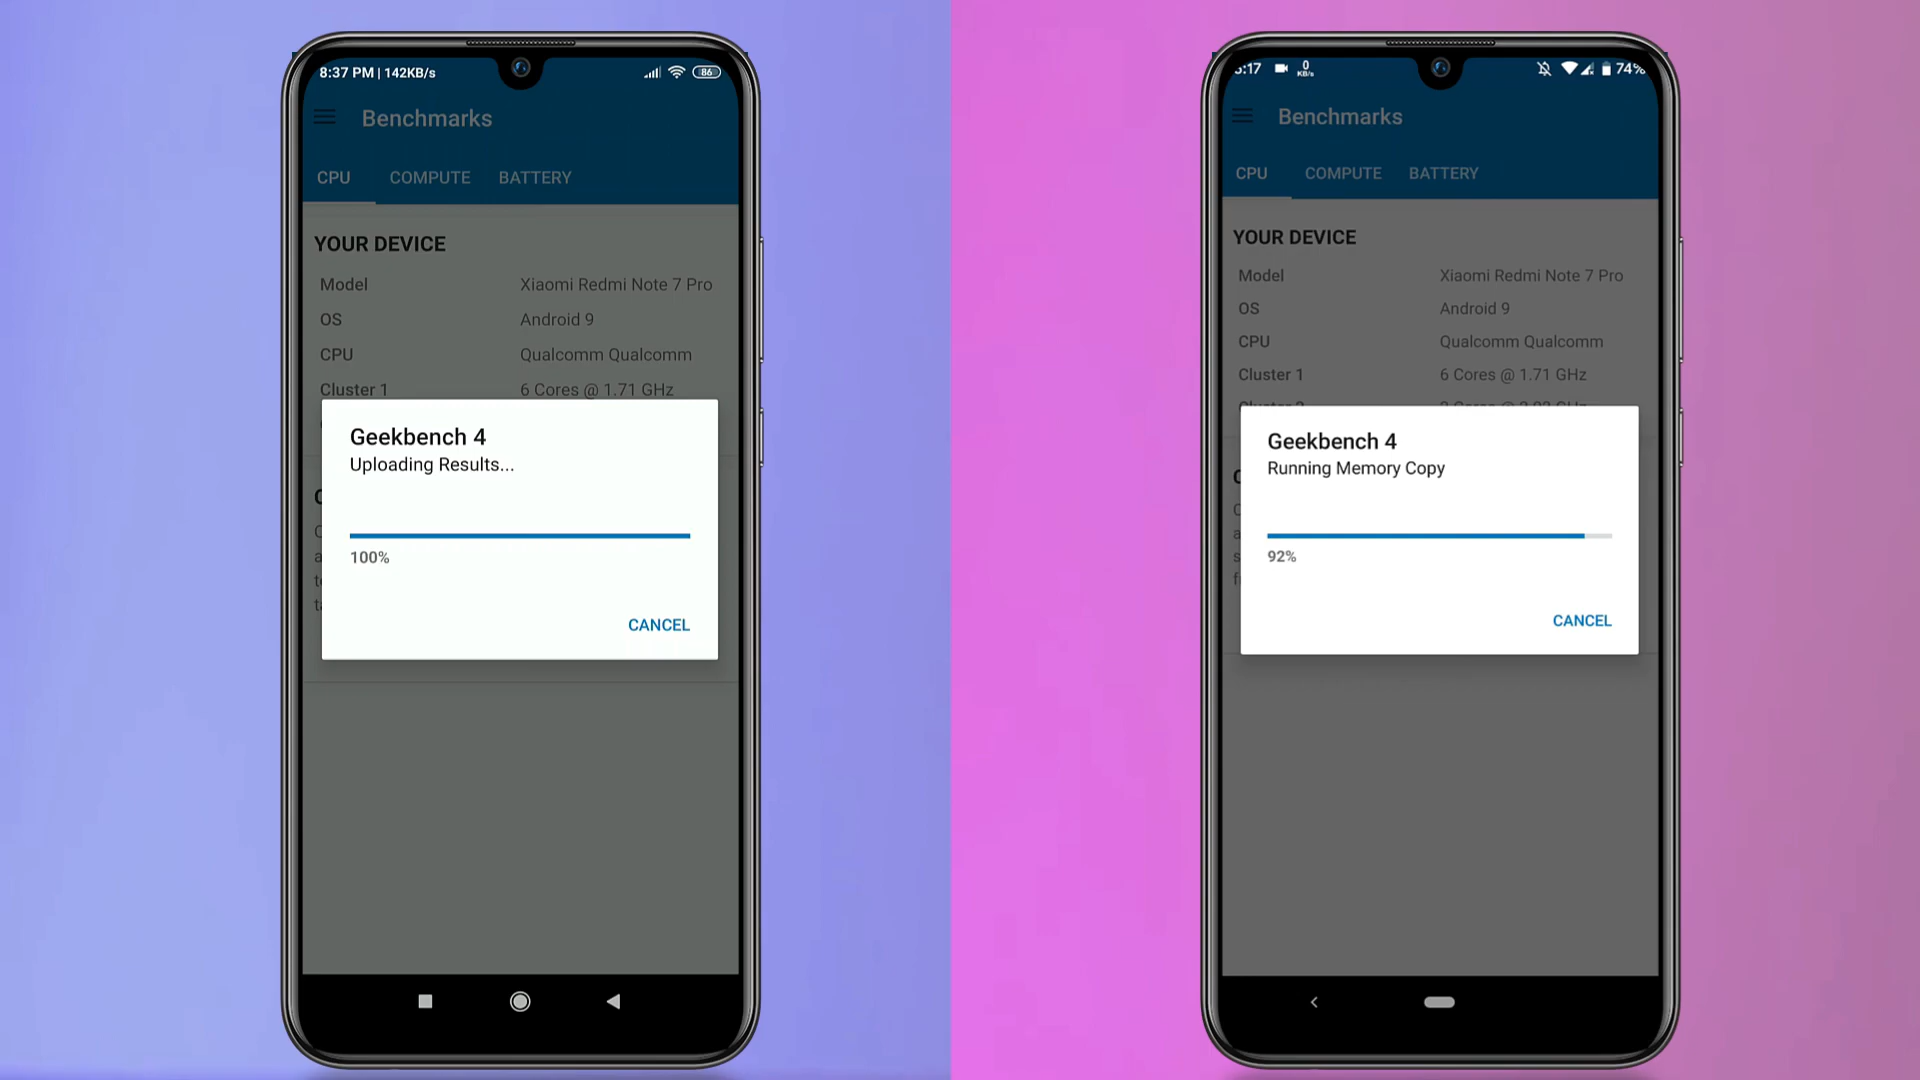 8:37 PM | 142KB/s
86
Benchmarks
CPU COMPUTE BATTERY
YOUR DEVICE
Model Xiaomi Redmi Note 7 Pro
OS Android 9
CPU Qualcomm Qualcomm
Cluster 1 6 Cores @ 1.71 GHz
Geekbench 4
Uploading Results...
100%
CANCEL
:17 0 KB/s
74%
Benchmarks
CPU COMPUTE BATTERY
YOUR DEVICE
Model Xiaomi Redmi Note 7 Pro
OS Android 9
CPU Qualcomm Qualcomm
Cluster 1 6 Cores @ 1.71 GHz
Geekbench 4
Running Memory Copy
92%
CANCEL